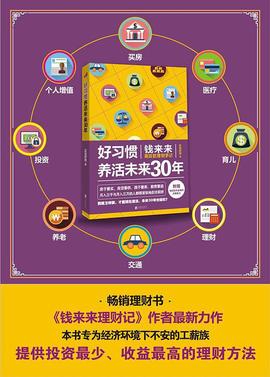 买房
个人增值
医疗
好习惯
钱来来
养活未来30年
投资
育儿
养老
理财
交通
·畅销理财书·
《钱来来理财记》作者最新力作
本书专为经济环境下不安的工薪族
提供投资最少、收益最高的理财方法